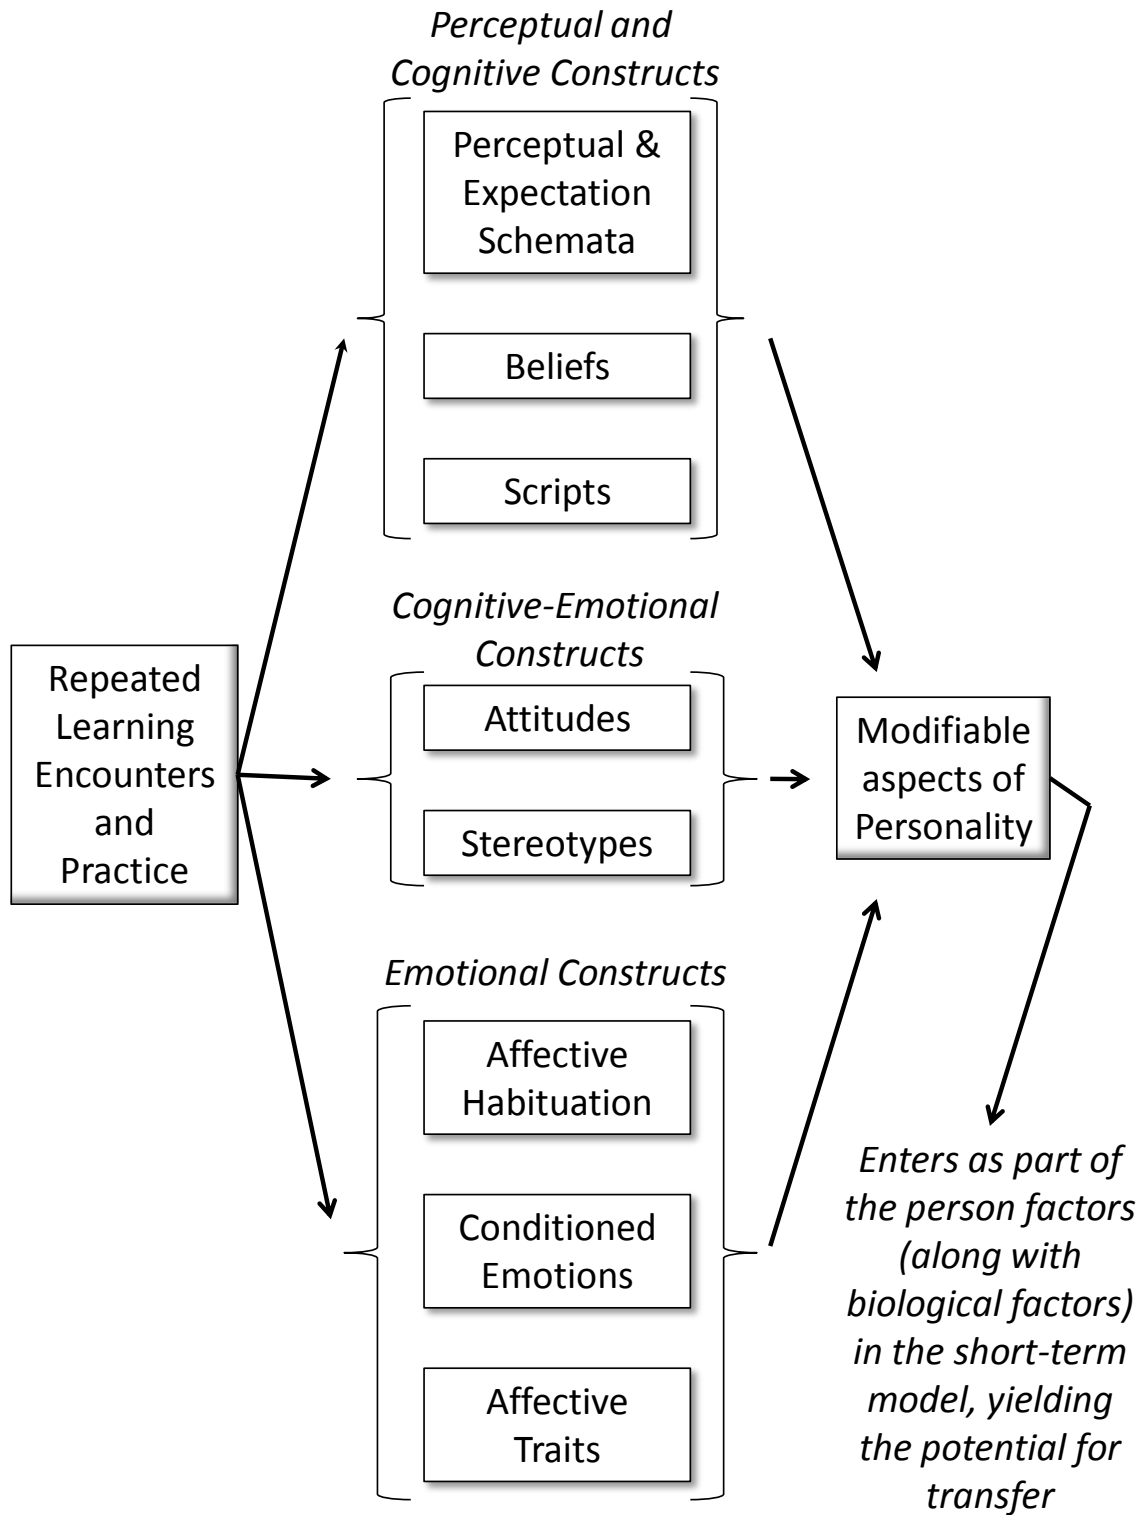 Perceptual and
Cognitive Constructs
Perceptual &
Expectation
Schemata
Beliefs
Scripts
Cognitive-Emotional
Constructs
Attitudes
Stereotypes
Repeated
Learning
Encounters
and
Practice
Modifiable
aspects of
Personality
Emotional Constructs
Affective
Habituation
Conditioned
Emotions
Affective
Traits
Enters as part of
the person factors
(along with
biological factors)
in the short-term
model, yielding
the potential for
transfer